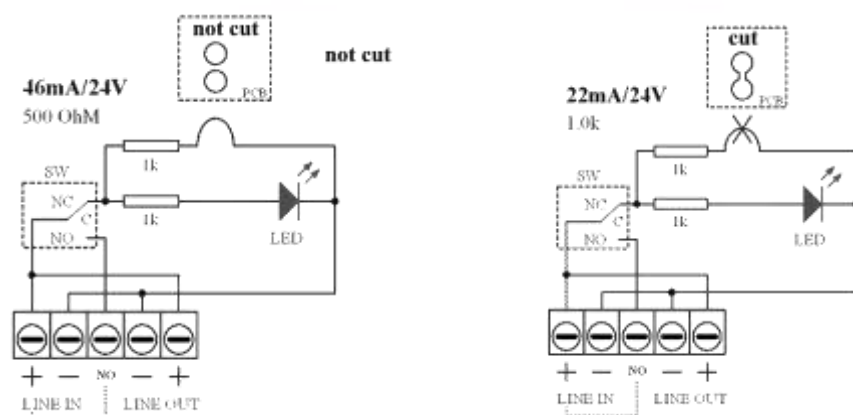 not cut
PCB
not cut
46mA/24V
500 OhM
1k
SW
NC
C
NO
1k
LED
+ − NO − +
LINE IN LINE OUT
cut
PCB
22mA/24V
1.0k
1k
SW
NC
C
NO
1k
LED
+ − NO − +
LINE IN LINE OUT